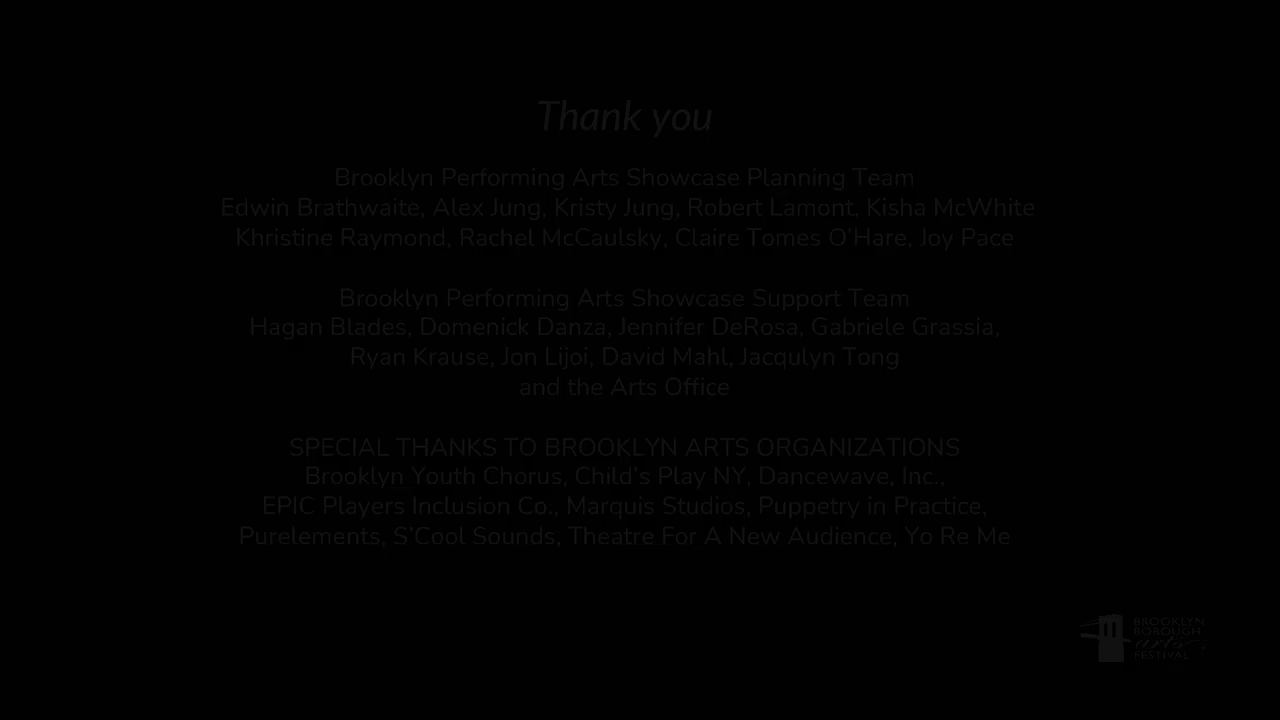 Thank you
Brooklyn Performing Arts Showcase Planning Team
Edwin Brathwaite, Alex Jung, Kristy Jung, Robert Lamont, Kisha McWhite
Khristine Raymond, Rachel McCaulsky, Claire Tomes O'Hare, Joy Pace
Brooklyn Performing Arts Showcase Support Team
Hagan Blades, Domenick Danza, Jennifer DeRosa, Gabriele Grassia,
Ryan Krause, Jon Lijoi, David Mahl, Jacqulyn Tong
and the Arts Office
SPECIAL THANKS TO BROOKLYN ARTS ORGANIZATIONS
Brooklyn Youth Chorus, Child's Play NY, Dancewave, Inc.,
EPIC Players Inclusion Co., Marquis Studios, Puppetry in Practice,
Purelements, S'Cool Sounds, Theatre For A New Audience, Yo Re Me
BROOKLYN
BOROUGH
arts
FESTIVAL